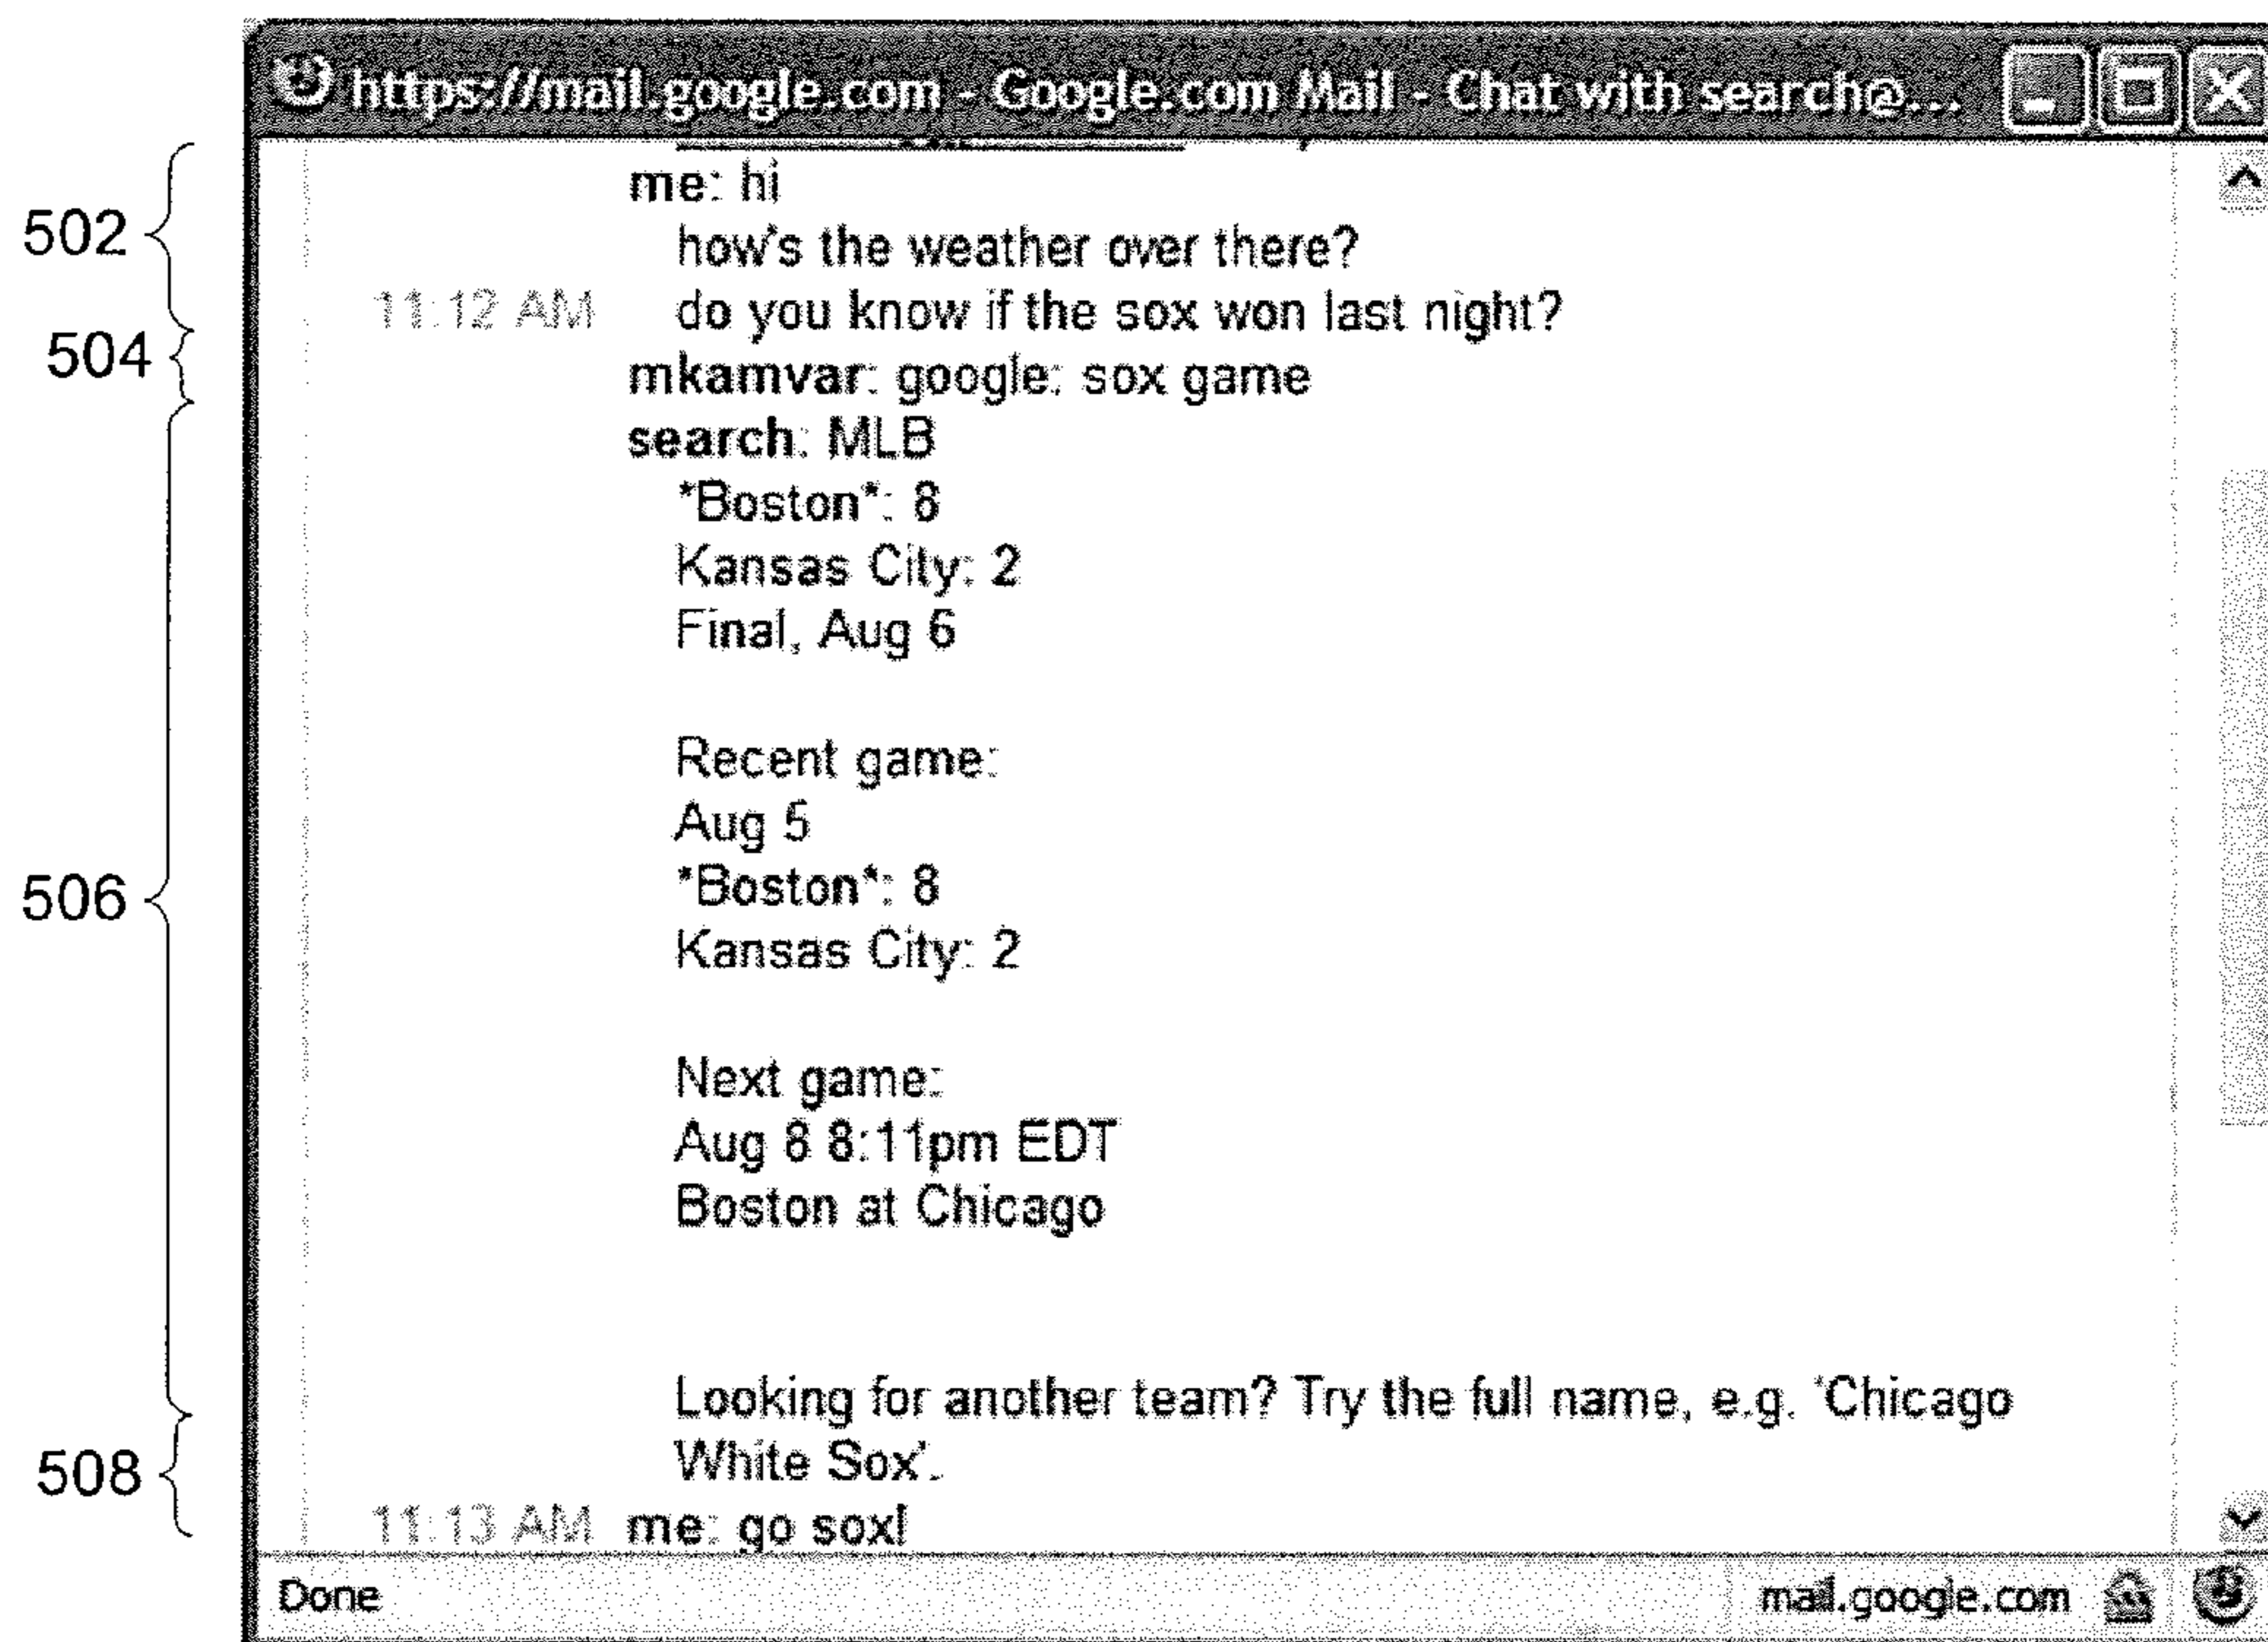 https://mail.google.com - Google.com Mail - Chat with search@...
502
me: hi
how's the weather over there?
11:12 AM do you know if the sox won last night?
504
mkamvar: google: sox game
search: MLB
*Boston*: 8
Kansas City: 2
Final, Aug 6
Recent game:
Aug 5
506
*Boston*: 8
Kansas City: 2
Next game:
Aug 8 8:11pm EDT
Boston at Chicago
Looking for another team? Try the full name, e.g. 'Chicago
White Sox'.
508
11:13 AM me: go sox!
Done mail.google.com